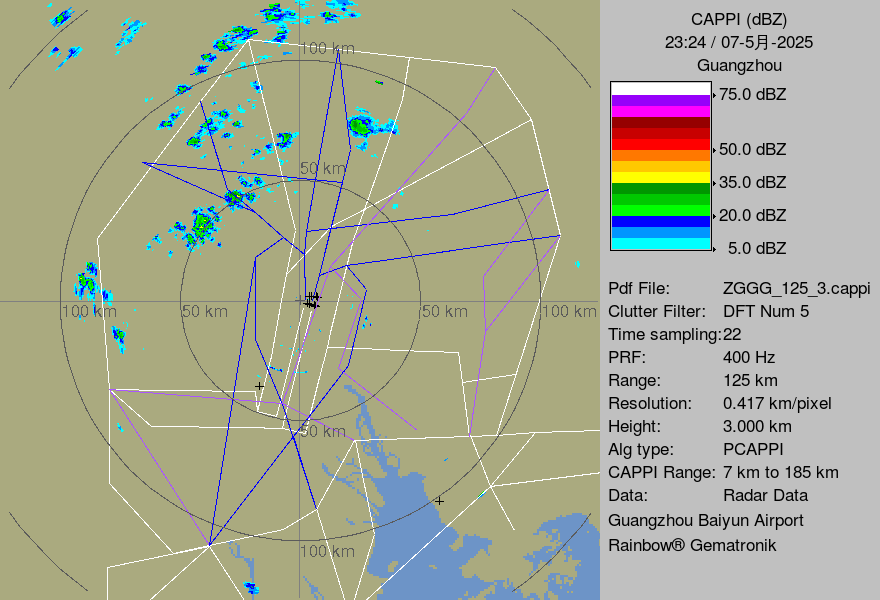 CAPPI (dBZ)
23:24 / 07-5月-2025
Guangzhou
75.0 dBZ
50.0 dBZ
35.0 dBZ
20.0 dBZ
5.0 dBZ
100 km
50 km
100 km
50 km
50 km
100 km
50 km
100 km
Pdf File: ZGGG_125_3.cappi
Clutter Filter: DFT Num 5
Time sampling:22
PRF: 400 Hz
Range: 125 km
Resolution: 0.417 km/pixel
Height: 3.000 km
Alg type: PCAPPI
CAPPI Range: 7 km to 185 km
Data: Radar Data
Guangzhou Baiyun Airport
Rainbow® Gematronik